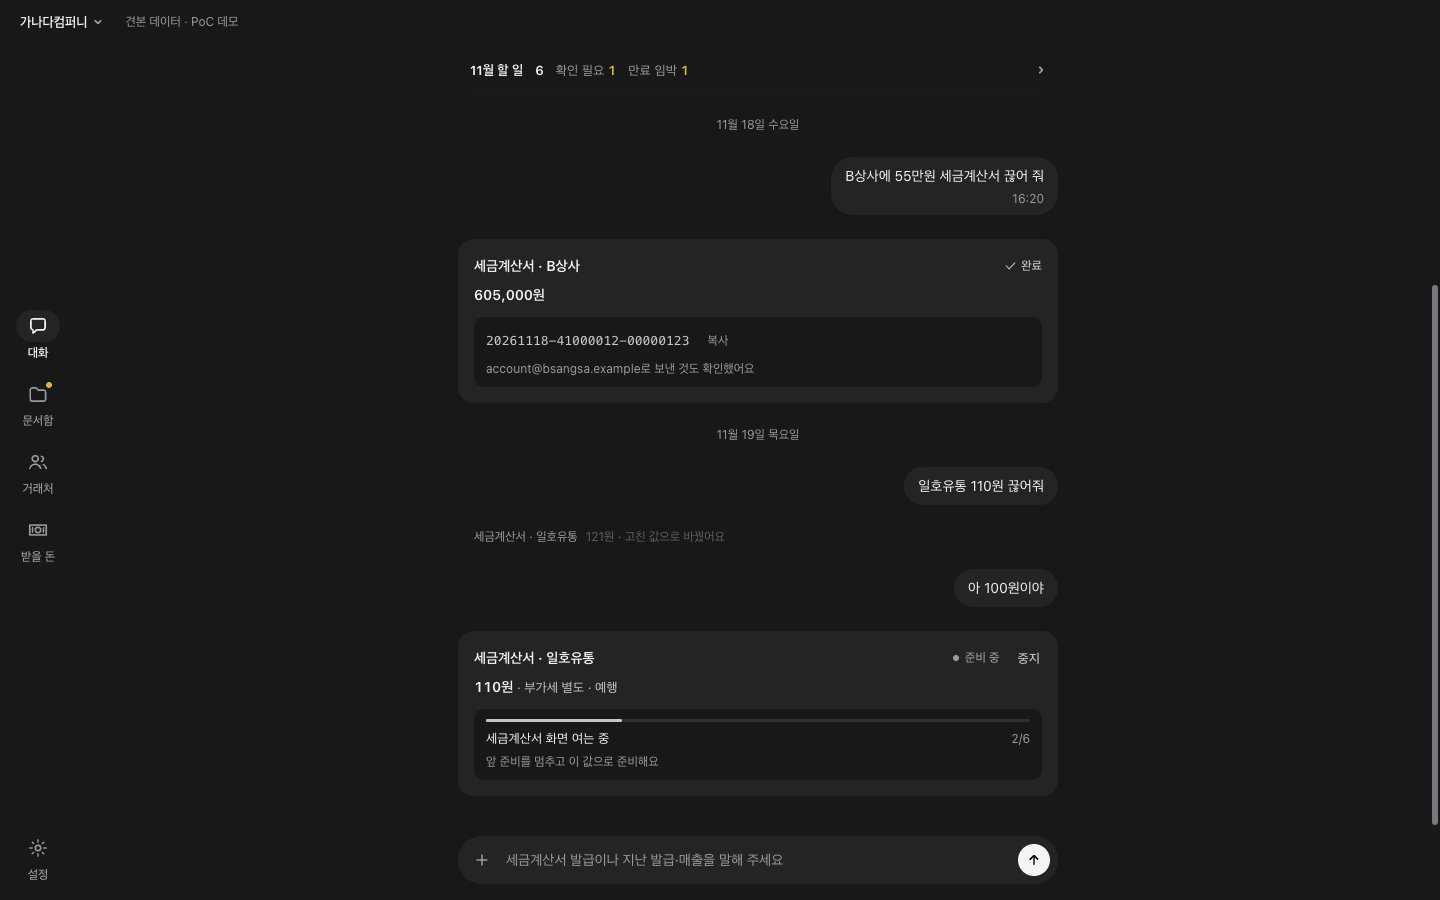 가나다컴퍼니 견본 데이터 · PoC 데모
11월 할 일 6 확인 필요 1 만료 임박 1
11월 18일 수요일
B상사에 55만원 세금계산서 끊어 줘
16:20
세금계산서 · B상사 완료
605,000원
20261118-41000012-00000123 복사
account@bsangsa.example로 보낸 것도 확인했어요
11월 19일 목요일
일호유통 110원 끊어줘
세금계산서 · 일호유통 121원 · 고친 값으로 바꿨어요
아 100원이야
세금계산서 · 일호유통 준비 중 중지
110원 · 부가세 별도 · 예행
세금계산서 화면 여는 중 2/6
앞 준비를 멈추고 이 값으로 준비해요
세금계산서 발급이나 지난 발급·매출을 말해 주세요
대화
문서함
거래처
받을 돈
설정